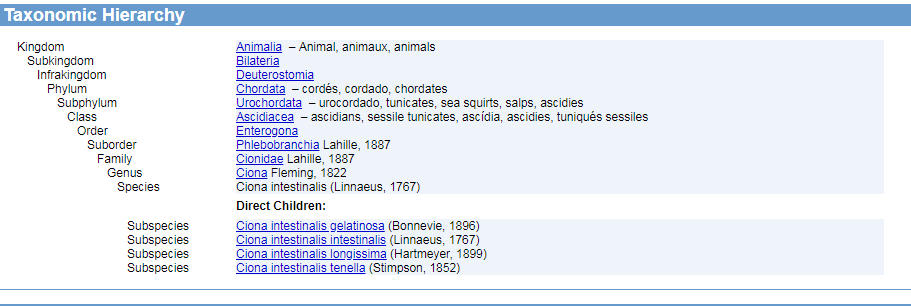 Taxonomic Hierarchy
Kingdom Animalia – Animal, animaux, animals
Subkingdom Bilateria
Infrakingdom Deuterostomia
Phylum Chordata – cordés, cordado, chordates
Subphylum Urochordata – urocordado, tunicates, sea squirts, salps, ascidies
Class Ascidiacea – ascidians, sessile tunicates, ascídia, ascidies, tuniqués sessiles
Order Enterogona
Suborder Phlebobranchia Lahille, 1887
Family Cionidae Lahille, 1887
Genus Ciona Fleming, 1822
Species Ciona intestinalis (Linnaeus, 1767)
Direct Children:
Subspecies Ciona intestinalis gelatinosa (Bonnevie, 1896)
Subspecies Ciona intestinalis intestinalis (Linnaeus, 1767)
Subspecies Ciona intestinalis longissima (Hartmeyer, 1899)
Subspecies Ciona intestinalis tenella (Stimpson, 1852)